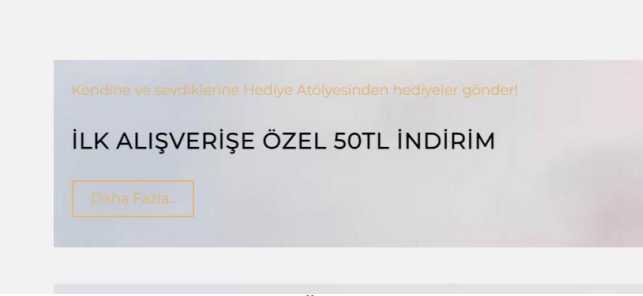 Kendine ve sevdiklerine Hediye Atölyesinden hediyeler gönder!
İLK ALIŞVERİŞE ÖZEL 50TL İNDİRİM
Daha Fazla..